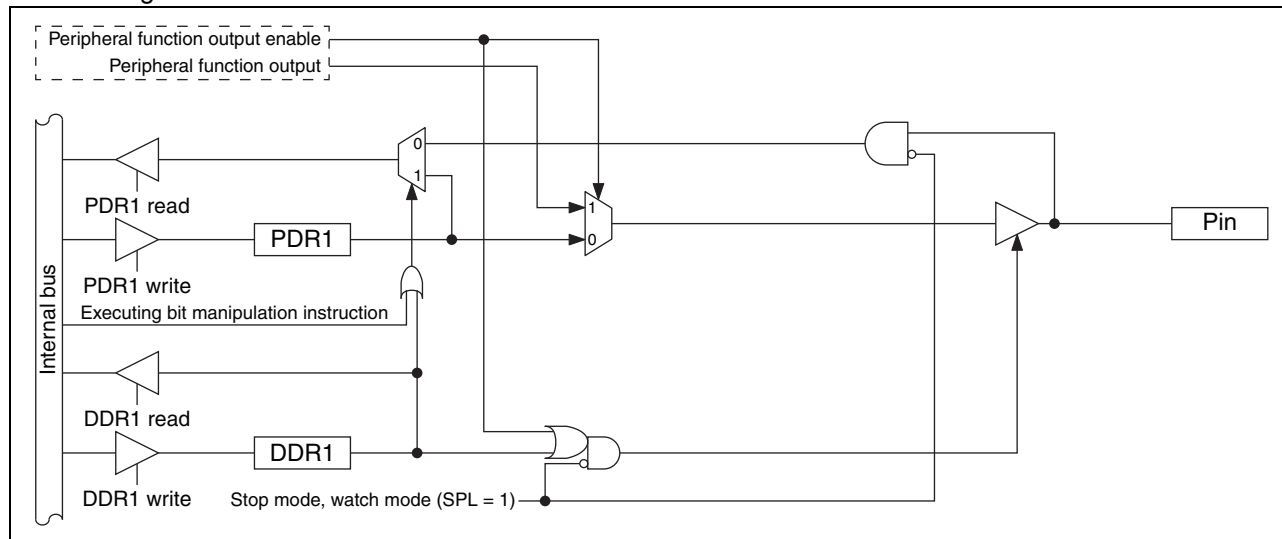 Peripheral function output enable
Peripheral function output
0
1
PDR1 read
1
Pin
PDR1
0
PDR1 write
Internal bus
Executing bit manipulation instruction
DDR1 read
DDR1
DDR1 write
Stop mode, watch mode (SPL = 1)